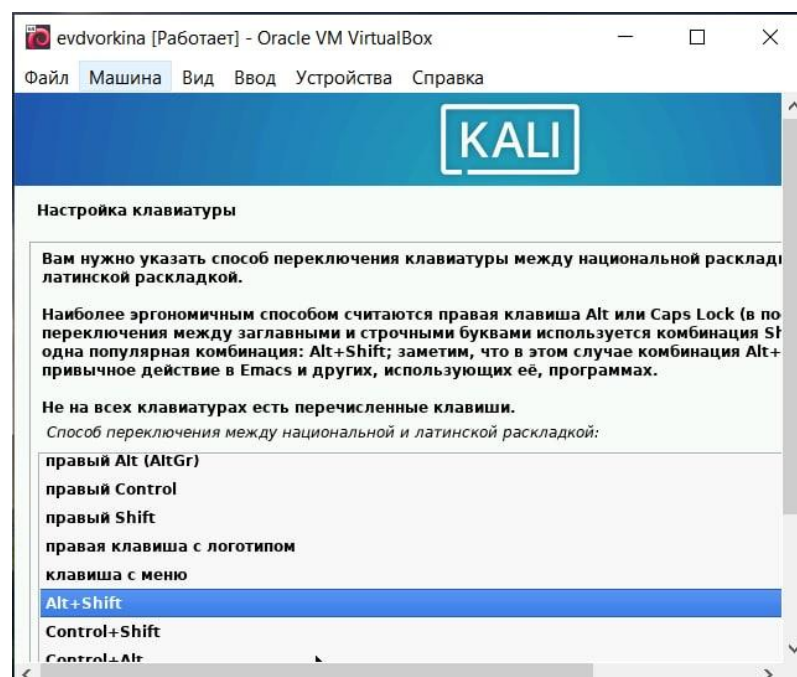 evdvorkina [Работает] - Oracle VM VirtualBox
Файл Машина Вид Ввод Устройства Справка
KALI
Настройка клавиатуры
Вам нужно указать способ переключения клавиатуры между национальной раскладк
латинской раскладкой.
Наиболее эргономичным способом считаются правая клавиша Alt или Caps Lock (в по
переключения между заглавными и строчными буквами используется комбинация Sh
одна популярная комбинация: Alt+Shift; заметим, что в этом случае комбинация Alt+
привычное действие в Emacs и других, использующих её, программах.
Не на всех клавиатурах есть перечисленные клавиши.
Способ переключения между национальной и латинской раскладкой:
правый Alt (AltGr)
правый Control
правый Shift
правая клавиша с логотипом
клавиша с меню
Alt+Shift
Control+Shift
Control+Alt